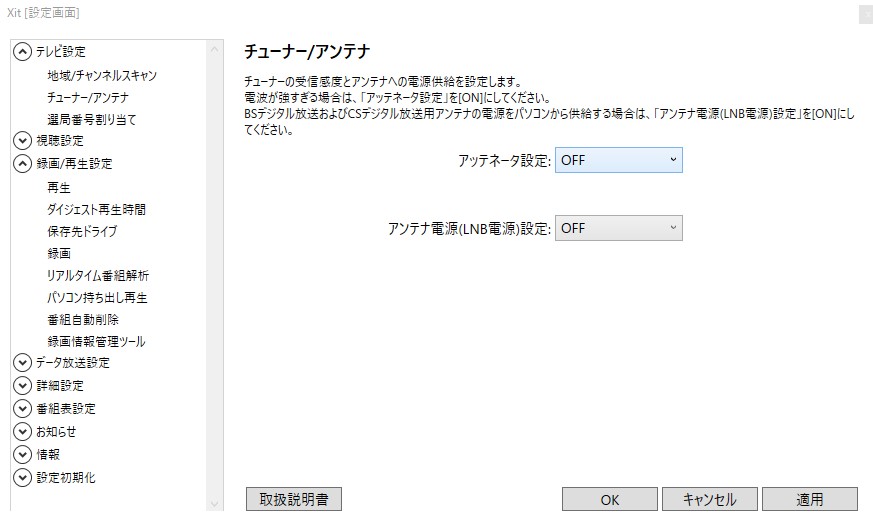 Xit [設定画面]
テレビ設定
地域/チャンネルスキャン
チューナー/アンテナ
選局番号割り当て
視聴設定
録画/再生設定
再生
ダイジェスト再生時間
保存先ドライブ
録画
リアルタイム番組解析
パソコン持ち出し再生
番組自動削除
録画情報管理ツール
データ放送設定
詳細設定
番組表設定
お知らせ
情報
設定初期化
チューナー/アンテナ
チューナーの受信感度とアンテナへの電源供給を設定します。
電波が強すぎる場合は、「アッテネータ設定」を[ON]にしてください。
BSデジタル放送およびCSデジタル放送用アンテナの電源をパソコンから供給する場合は、「アンテナ電源(LNB電源)設定」を[ON]にし
てください。
アッテネータ設定: OFF
アンテナ電源(LNB電源)設定: OFF
取扱説明書 OK キャンセル 適用